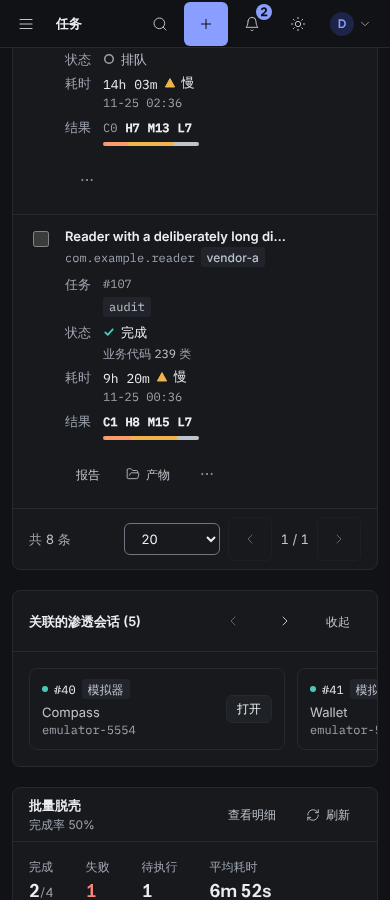 任务
2
D
状态 排队
耗时 14h 03m 慢
11-25 02:36
结果 C0 H7 M13 L7
...
Reader with a deliberately long di...
com.example.reader vendor-a
任务 #107
audit
状态 完成
业务代码 239 类
耗时 9h 20m 慢
11-25 00:36
结果 C1 H8 M15 L7
报告 产物 ...
共 8 条 20 1 / 1
关联的渗透会话 (5) 收起
#40 模拟器
Compass
emulator-5554
打开
#41
Wallet
批量脱壳
完成率 50%
查看明细 刷新
完成 失败 待执行 平均耗时
2/4 1 1 6m 52s